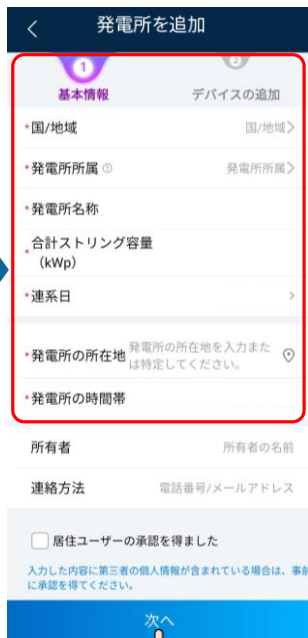 発電所を追加
1
2
基本情報
デバイスの追加
*国/地域 国/地域>
*発電所所属 ? 発電所所属>
*発電所名称
*合計ストリング容量
(kWp)
*連系日 >
*発電所の所在地 発電所の所在地を入力また
は特定してください。
*発電所の時間帯
所有者 所有者の名前
連絡方法 電話番号/メールアドレス
居住ユーザーの承認を得ました
入力した内容に第三者の個人情報が含まれている場合は、事前
に承認を得てください。
次へ